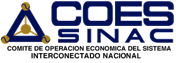 COES
SINAC
COMITE DE OPERACION ECONOMICA DEL SISTEMA
INTERCONECTADO NACIONAL